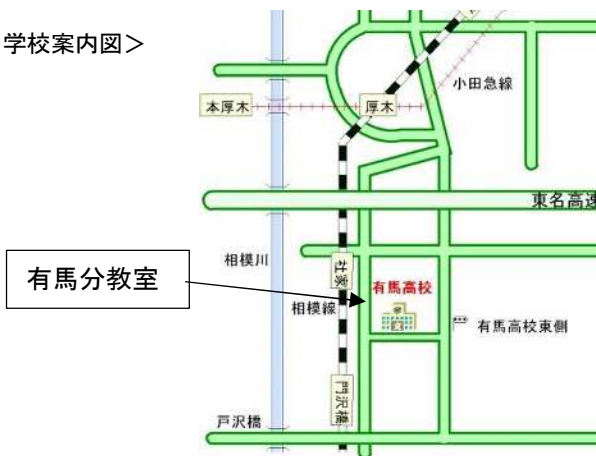 学校案内図＞
小田急線
本厚木
厚木
東名高速
相模川
社家
有馬高校
有馬分教室
相模線
有馬高校東側
門沢橋
戸沢橋